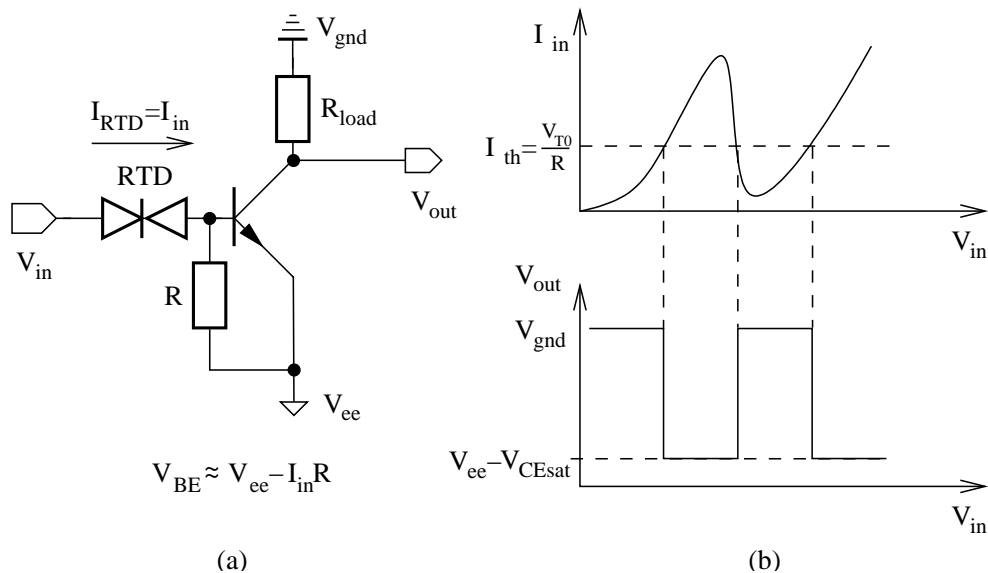 V_gnd
R_load
I_RTD=I_in
RTD
V_in
V_out
R
V_ee
V_BE ≈ V_ee − I_in R
(a)
I_in
I_th = V_T0/R
V_in
V_out
V_gnd
V_ee − V_CEsat
V_in
(b)